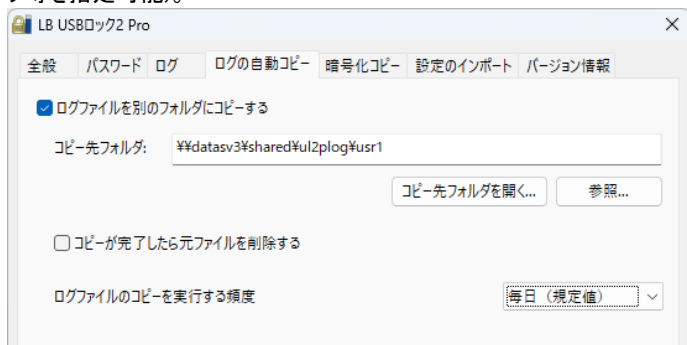 LB USBロック2 Pro
全般 パスワード ログ ログの自動コピー 暗号化コピー 設定のインポート バージョン情報
ログファイルを別のフォルダにコピーする
コピー先フォルダ: ¥¥datasv3¥shared¥ul2plog¥usr1
コピー先フォルダを開く... 参照...
コピーが完了したら元ファイルを削除する
ログファイルのコピーを実行する頻度 毎日（規定値）